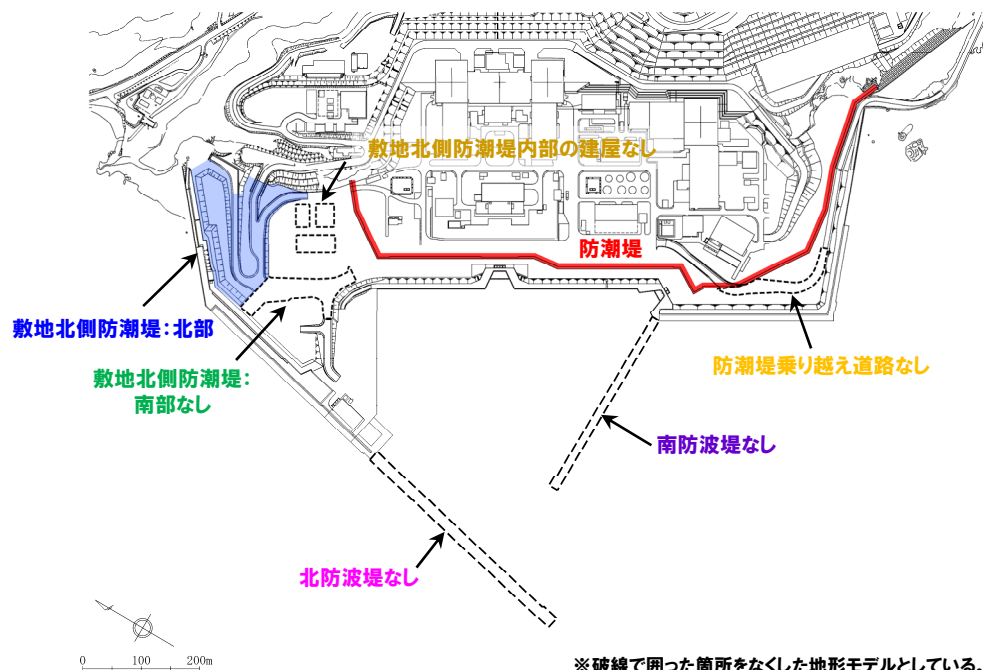 敷地北側防潮堤内部の建屋なし
防潮堤
敷地北側防潮堤：北部
敷地北側防潮堤：
南部なし
防潮堤乗り越え道路なし
南防波堤なし
北防波堤なし
0 100 200m
※破線で囲った箇所をなくした地形モデルとしている。